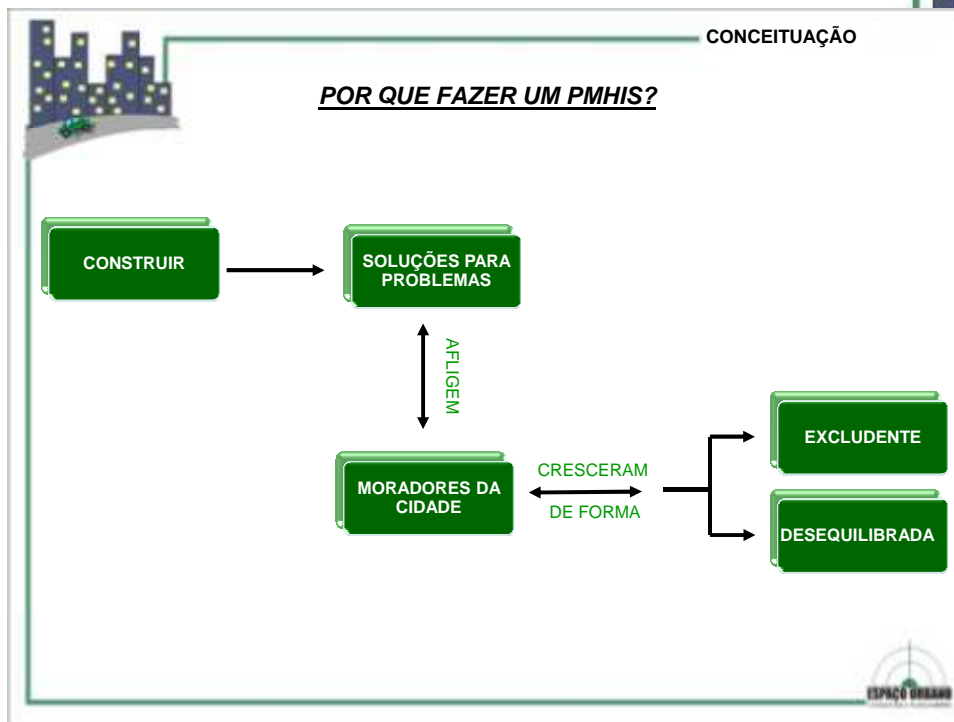 CONCEITUAÇÃO
POR QUE FAZER UM PMHIS?
CONSTRUIR
SOLUÇÕES PARA
PROBLEMAS
AFLIGEM
MORADORES DA
CIDADE
CRESCERAM
DE FORMA
EXCLUDENTE
DESEQUILIBRADA
ESPAÇO URBANO